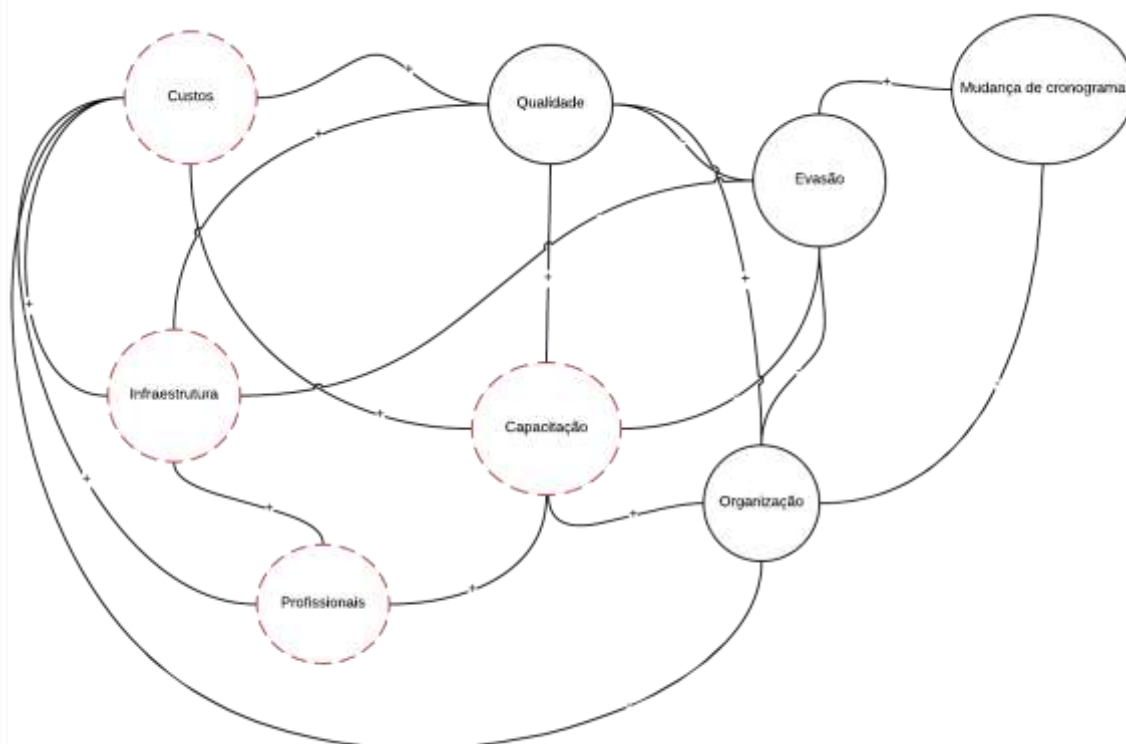 Custos
Qualidade
Mudança de cronograma
Evasão
+
+
+
-
-
+
+
+
Infraestrutura
-
+
Capacitação
+
+
Organização
+
+
Profissionais
-